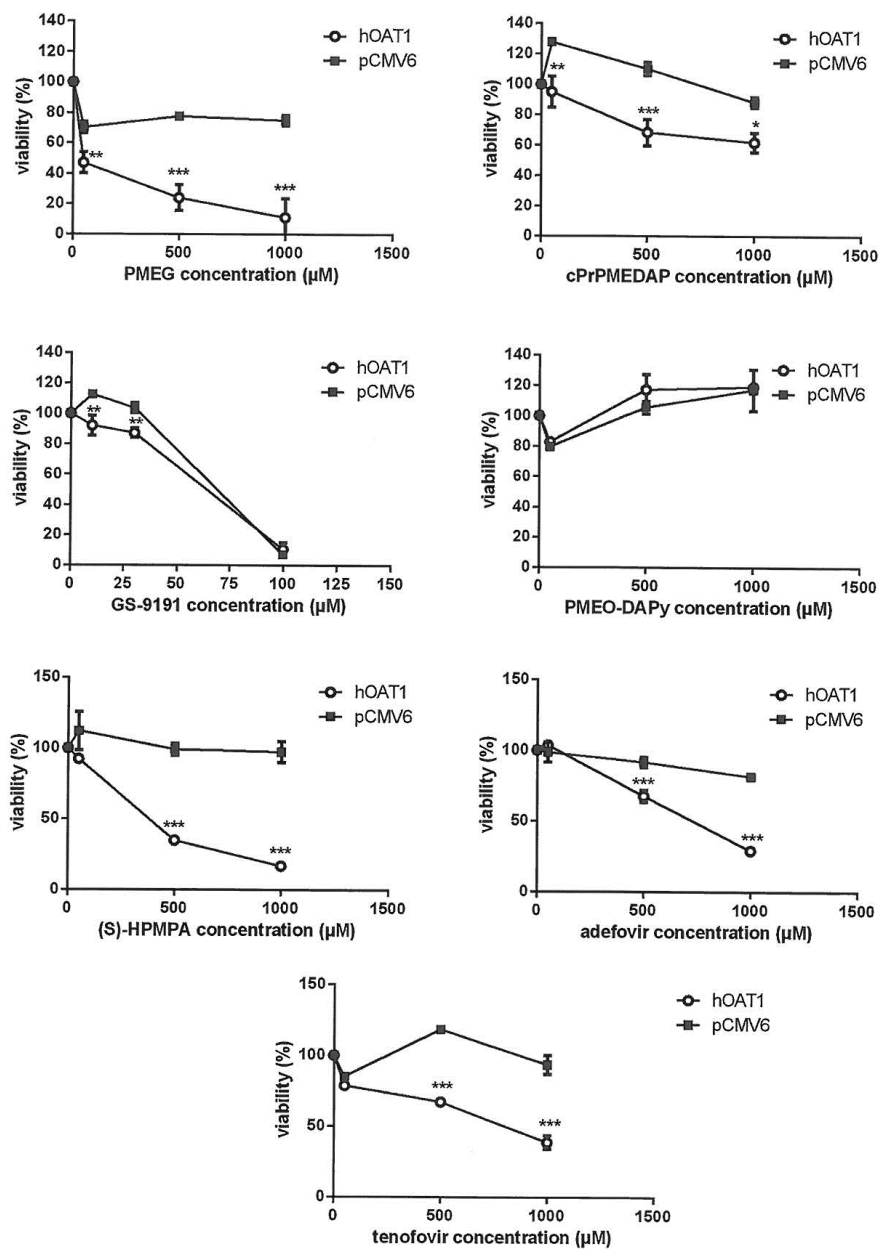 140
120
100
80
60
40
20
0
viability (%)
hOAT1
pCMV6
**
***
***
0 500 1000 1500
PMEG concentration (µM)
140
120
100
80
60
40
20
0
viability (%)
hOAT1
pCMV6
**
***
*
0 500 1000 1500
cPrPMEDAP concentration (µM)
140
120
100
80
60
40
20
0
viability (%)
hOAT1
pCMV6
**
**
0 25 50 75 100 125 150
GS-9191 concentration (µM)
140
120
100
80
60
40
20
0
viability (%)
hOAT1
pCMV6
0 500 1000 1500
PMEO-DAPy concentration (µM)
150
100
50
0
viability (%)
hOAT1
pCMV6
***
***
0 500 1000 1500
(S)-HPMPA concentration (µM)
150
100
50
0
viability (%)
hOAT1
pCMV6
***
***
0 500 1000 1500
adefovir concentration (µM)
150
100
50
0
viability (%)
hOAT1
pCMV6
***
***
0 500 1000 1500
tenofovir concentration (µM)